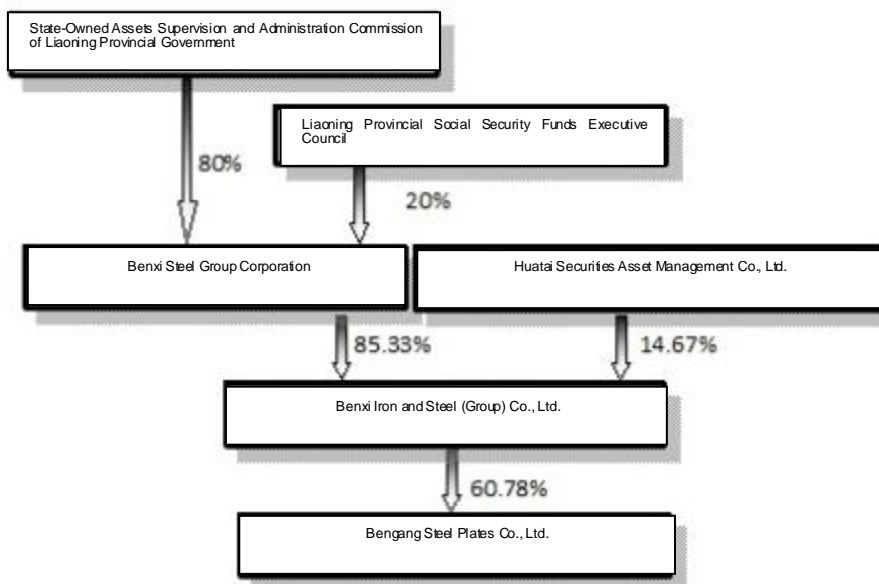 State-Owned Assets Supervision and Administration Commission
of Liaoning Provincial Government
Liaoning Provincial Social Security Funds Executive
Council
80%
20%
Benxi Steel Group Corporation
Huatai Securities Asset Management Co., Ltd.
85.33%
14.67%
Benxi Iron and Steel (Group) Co., Ltd.
60.78%
Bengang Steel Plates Co., Ltd.